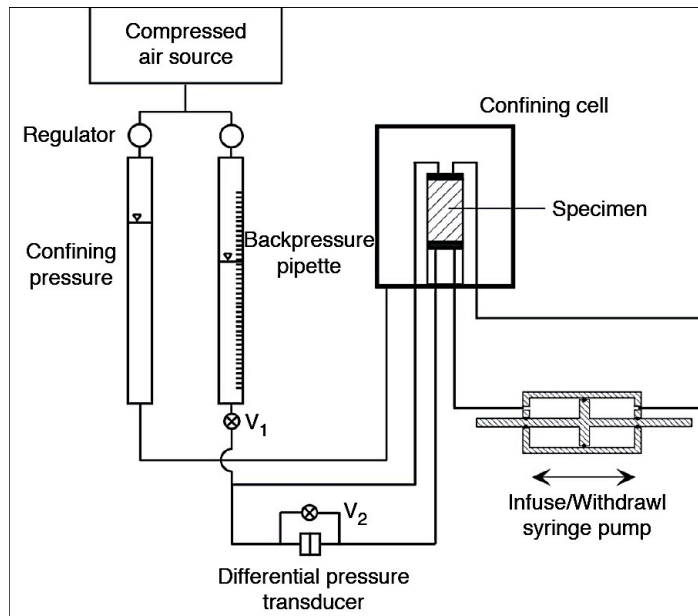 Compressed
air source
Regulator
Confining cell
Specimen
Confining
pressure
Backpressure
pipette
V1
V2
Infuse/Withdrawl
syringe pump
Differential pressure
transducer